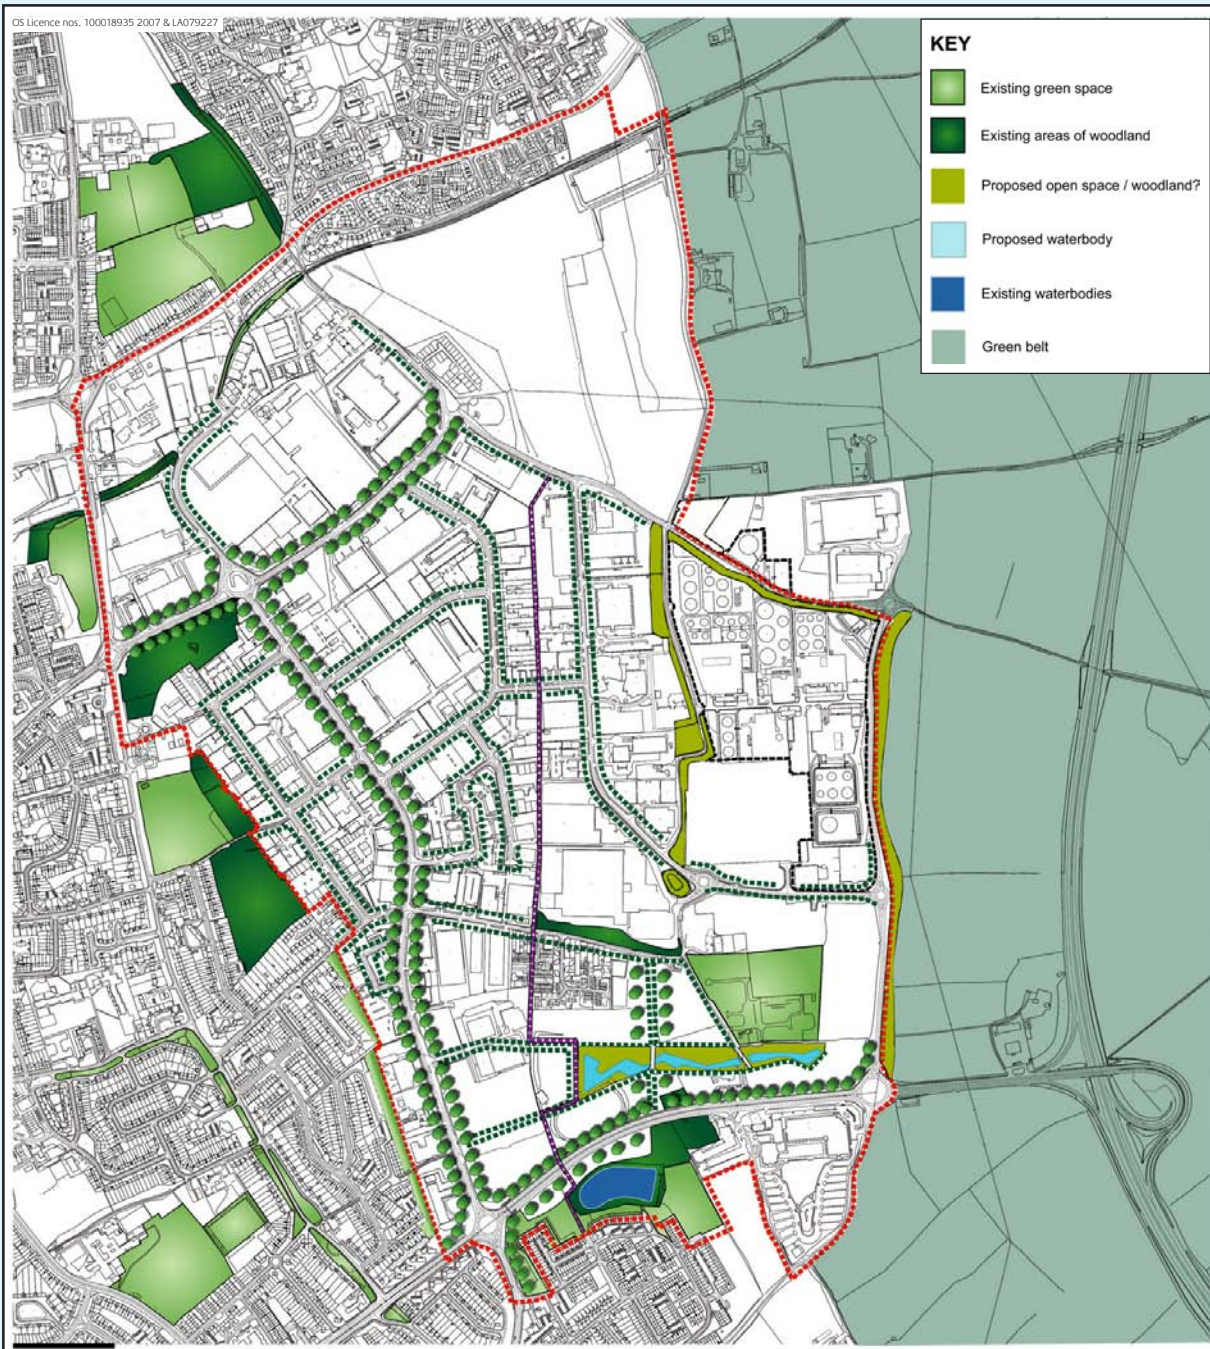 OS Licence nos. 100018935 2007 & LA079227
KEY
Existing green space
Existing areas of woodland
Proposed open space / woodland?
Proposed waterbody
Existing waterbodies
Green belt